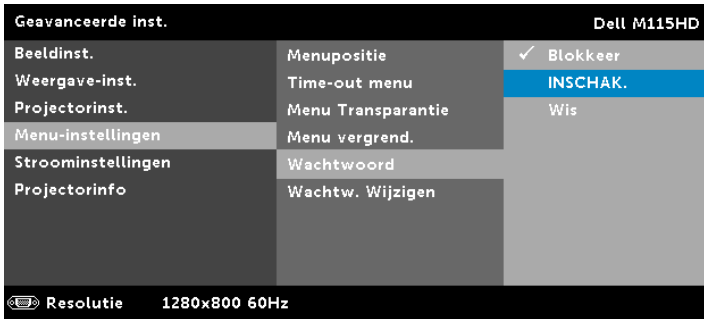 Geavanceerde inst. Dell M115HD
Beeldinst. Menupositie ✓ Blokkeer
Weergave-inst. Time-out menu INSCHAK.
Projectorinst. Menu Transparantie Wis
Menu-instellingen Menu vergrend.
Stroominstellingen Wachtwoord
Projectorinfo Wachtw. Wijzigen
Resolutie 1280x800 60Hz